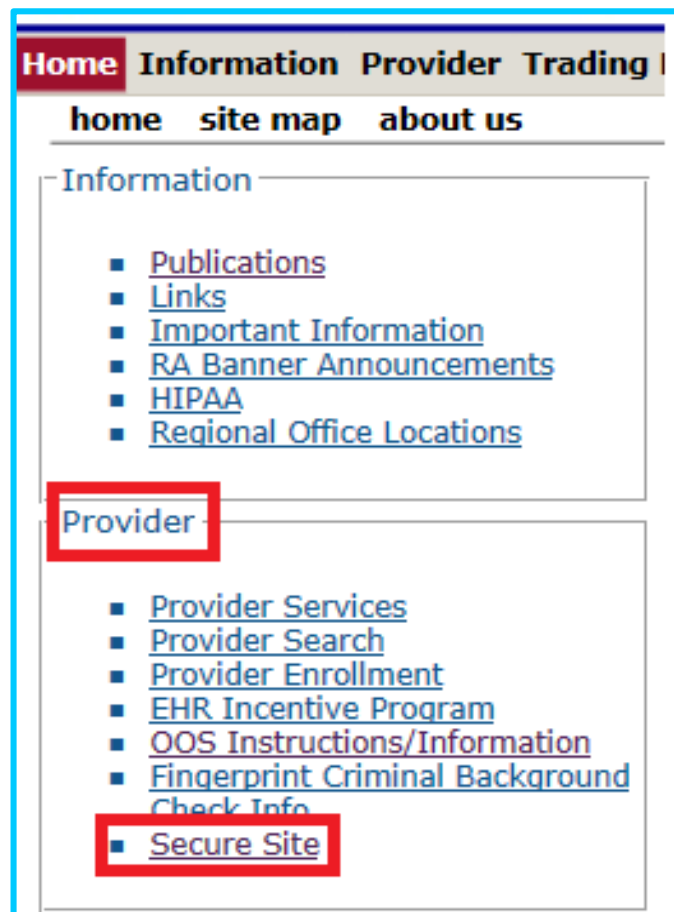 Home Information Provider Trading
home site map about us
Information
Publications
Links
Important Information
RA Banner Announcements
HIPAA
Regional Office Locations
Provider
Provider Services
Provider Search
Provider Enrollment
EHR Incentive Program
OOS Instructions/Information
Fingerprint Criminal Background
Check Info
Secure Site